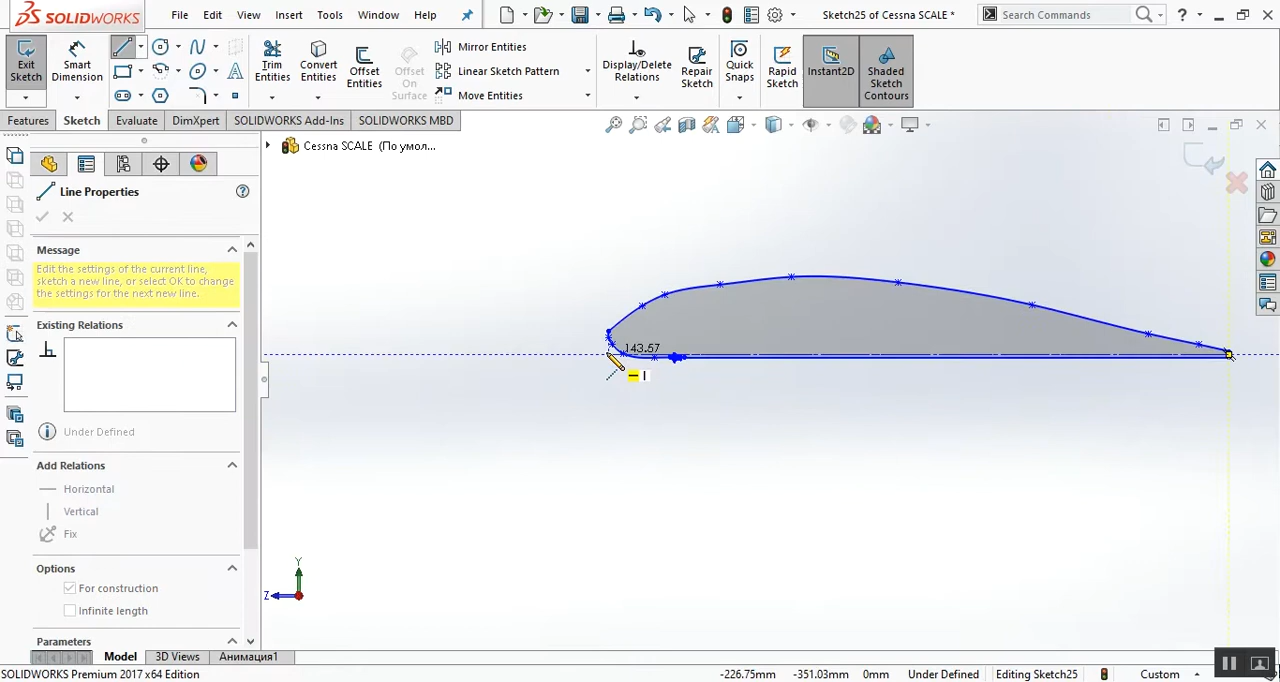 SOLIDWORKS
File Edit View Insert Tools Window Help
Sketch25 of Cessna SCALE *
Search Commands
?
Exit Sketch
Smart Dimension
Trim Entities
Convert Entities
Offset Entities
Offset On Surface
Mirror Entities
Linear Sketch Pattern
Move Entities
Display/Delete Relations
Repair Sketch
Quick Snaps
Rapid Sketch
Instant2D
Shaded Sketch Contours
Features Sketch Evaluate DimXpert SOLIDWORKS Add-Ins SOLIDWORKS MBD
Cessna SCALE (По умол...
Line Properties
Message
Edit the settings of the current line,
sketch a new line, or select OK to change
the settings for the next new line.
Existing Relations
Under Defined
Add Relations
Horizontal
Vertical
Fix
Options
For construction
Infinite length
Parameters
143.57
Y
Z
Model 3D Views Анимация1
SOLIDWORKS Premium 2017 x64 Edition
-226.75mm -351.03mm 0mm Under Defined Editing Sketch25 Custom